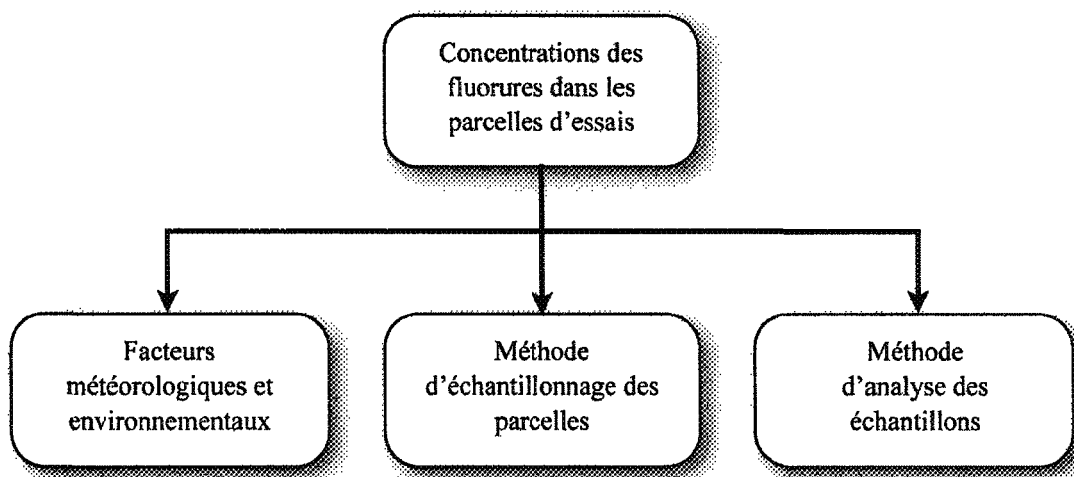 Concentrations des
fluorures dans les
parcelles d'essais
Facteurs
météorologiques et
environnementaux
Méthode
d'échantillonnage des
parcelles
Méthode
d'analyse des
échantillons